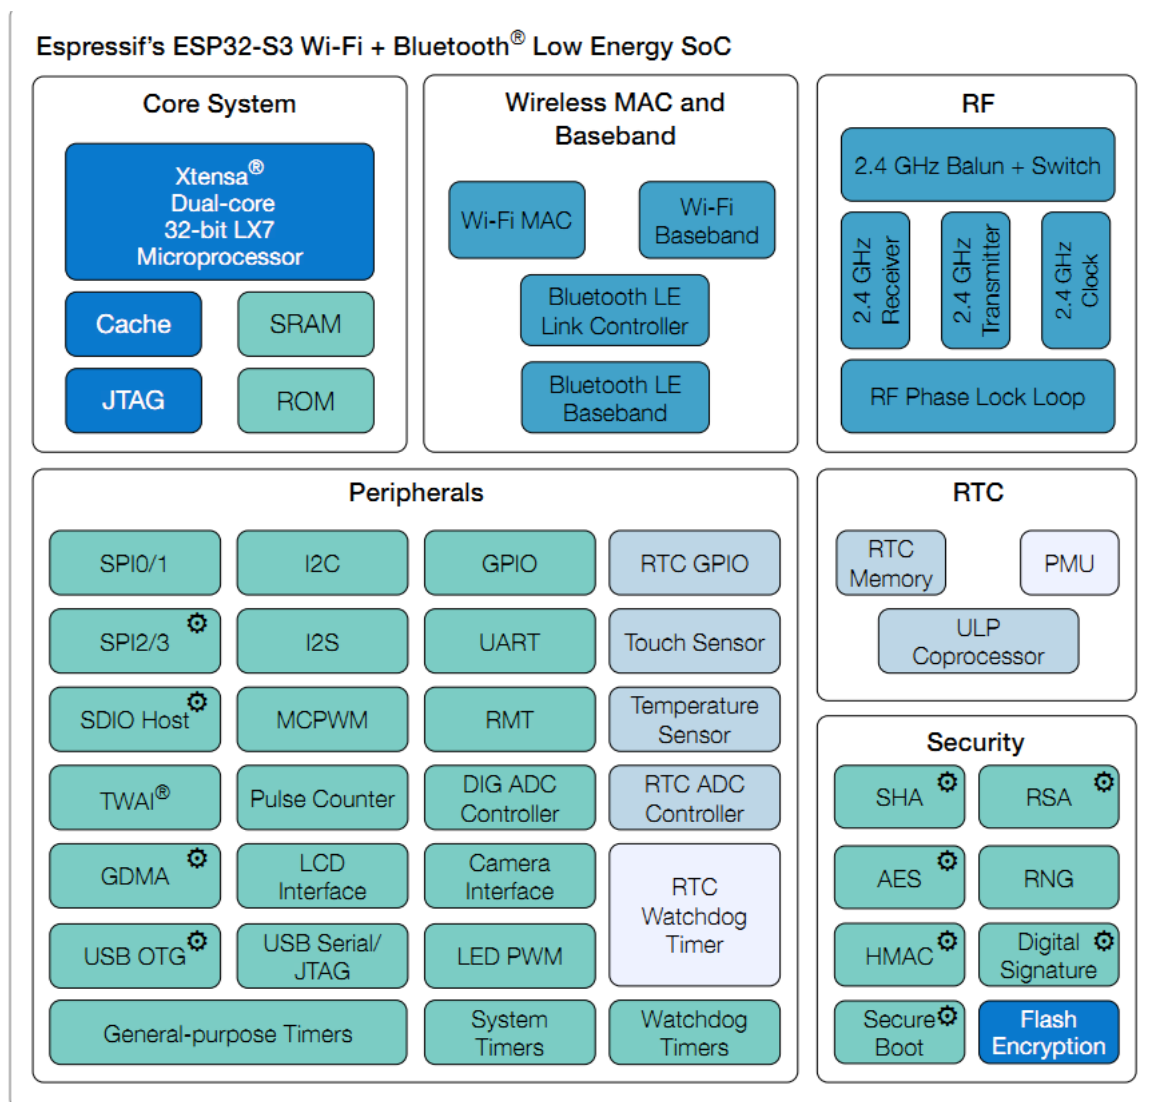 Espressif's ESP32-S3 Wi-Fi + Bluetooth® Low Energy SoC
Core System
Xtensa®
Dual-core
32-bit LX7
Microprocessor
Cache
SRAM
JTAG
ROM
Wireless MAC and
Baseband
Wi-Fi MAC
Wi-Fi
Baseband
Bluetooth LE
Link Controller
Bluetooth LE
Baseband
RF
2.4 GHz Balun + Switch
2.4 GHz
Receiver
2.4 GHz
Transmitter
2.4 GHz
Clock
RF Phase Lock Loop
Peripherals
SPI0/1
I2C
GPIO
RTC GPIO
SPI2/3
I2S
UART
Touch Sensor
SDIO Host
MCPWM
RMT
Temperature
Sensor
TWAI®
Pulse Counter
DIG ADC
Controller
RTC ADC
Controller
GDMA
LCD
Interface
Camera
Interface
RTC
Watchdog
Timer
USB OTG
USB Serial/
JTAG
LED PWM
General-purpose Timers
System
Timers
Watchdog
Timers
RTC
RTC
Memory
PMU
ULP
Coprocessor
Security
SHA
RSA
AES
RNG
HMAC
Digital
Signature
Secure
Boot
Flash
Encryption